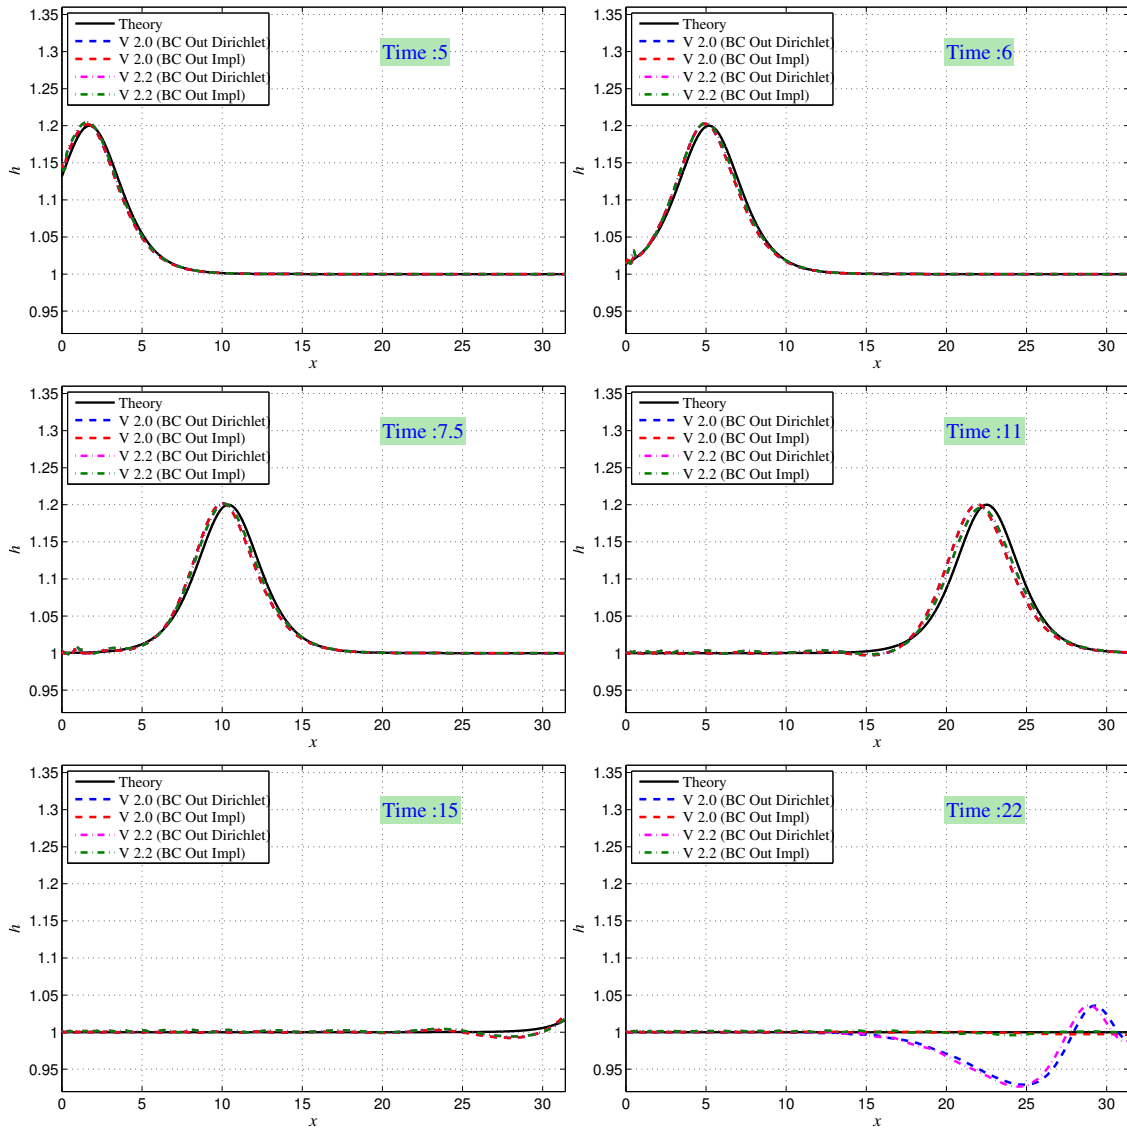 Theory
V 2.0 (BC Out Dirichlet)
V 2.0 (BC Out Impl)
V 2.2 (BC Out Dirichlet)
V 2.2 (BC Out Impl)
Time :5
1.35
1.3
1.25
1.2
1.15
1.1
1.05
1
0.95
h
0 5 10 15 20 25 30
x
Theory
V 2.0 (BC Out Dirichlet)
V 2.0 (BC Out Impl)
V 2.2 (BC Out Dirichlet)
V 2.2 (BC Out Impl)
Time :6
1.35
1.3
1.25
1.2
1.15
1.1
1.05
1
0.95
h
0 5 10 15 20 25 30
x
Theory
V 2.0 (BC Out Dirichlet)
V 2.0 (BC Out Impl)
V 2.2 (BC Out Dirichlet)
V 2.2 (BC Out Impl)
Time :7.5
1.35
1.3
1.25
1.2
1.15
1.1
1.05
1
0.95
h
0 5 10 15 20 25 30
x
Theory
V 2.0 (BC Out Dirichlet)
V 2.0 (BC Out Impl)
V 2.2 (BC Out Dirichlet)
V 2.2 (BC Out Impl)
Time :11
1.35
1.3
1.25
1.2
1.15
1.1
1.05
1
0.95
h
0 5 10 15 20 25 30
x
Theory
V 2.0 (BC Out Dirichlet)
V 2.0 (BC Out Impl)
V 2.2 (BC Out Dirichlet)
V 2.2 (BC Out Impl)
Time :15
1.35
1.3
1.25
1.2
1.15
1.1
1.05
1
0.95
h
0 5 10 15 20 25 30
x
Theory
V 2.0 (BC Out Dirichlet)
V 2.0 (BC Out Impl)
V 2.2 (BC Out Dirichlet)
V 2.2 (BC Out Impl)
Time :22
1.35
1.3
1.25
1.2
1.15
1.1
1.05
1
0.95
h
0 5 10 15 20 25 30
x